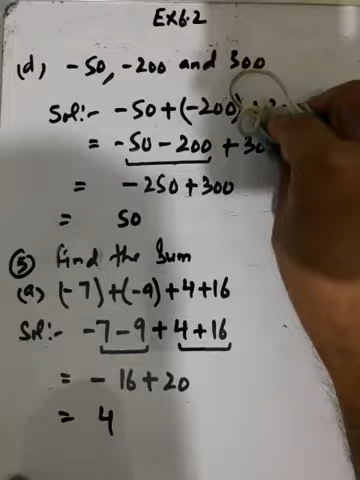 EX6.2
(d) -50, -200 and 300
Sol:- -50+(-200)
= -50-200 + 30
= -250+300
= 50
⑤ Find the Sum
(a) (-7)+(-9)+4+16
Sol:- -7-9+4+16
= -16+20
= 4